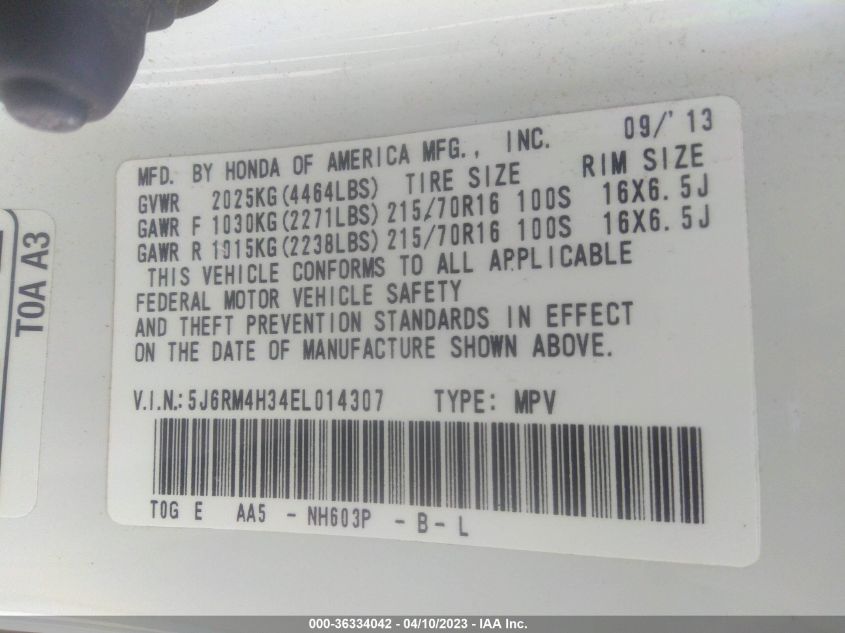 MFD. BY HONDA OF AMERICA MFG., INC. 09/'13
GVWR 2025KG(4464LBS) TIRE SIZE RIM SIZE
GAWR F 1030KG(2271LBS) 215/70R16 100S 16X6.5J
GAWR R 1015KG(2238LBS) 215/70R16 100S 16X6.5J
THIS VEHICLE CONFORMS TO ALL APPLICABLE
FEDERAL MOTOR VEHICLE SAFETY
AND THEFT PREVENTION STANDARDS IN EFFECT
ON THE DATE OF MANUFACTURE SHOWN ABOVE.
V.I.N.: 5J6RM4H34EL014307 TYPE: MPV
T0G E AA5 - NH603P - B - L
T0A A3
000-36334042 - 04/10/2023 - IAA Inc.